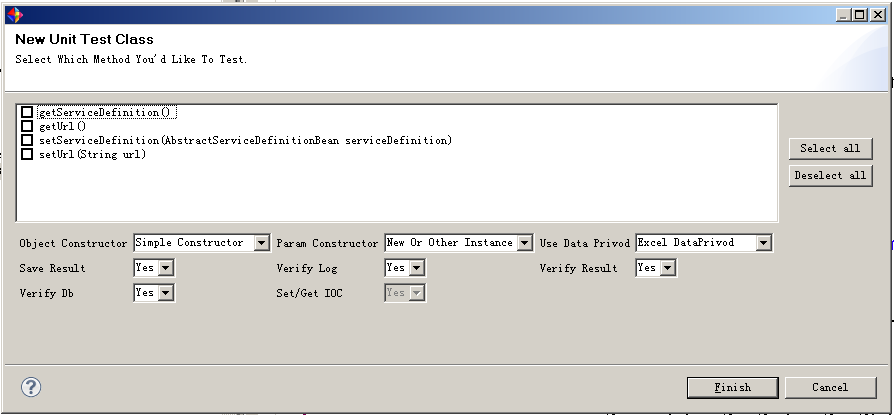 New Unit Test Class
Select Which Method You'd Like To Test.
getServiceDefinition()
getUrl()
setServiceDefinition(AbstractServiceDefinitionBean serviceDefinition)
setUrl(String url)
Select all
Deselect all
Object Constructor Simple Constructor Param Constructor New Or Other Instance Use Data Privod Excel DataPrivod
Save Result Yes Verify Log Yes Verify Result Yes
Verify Db Yes Set/Get IOC Yes
? Finish Cancel